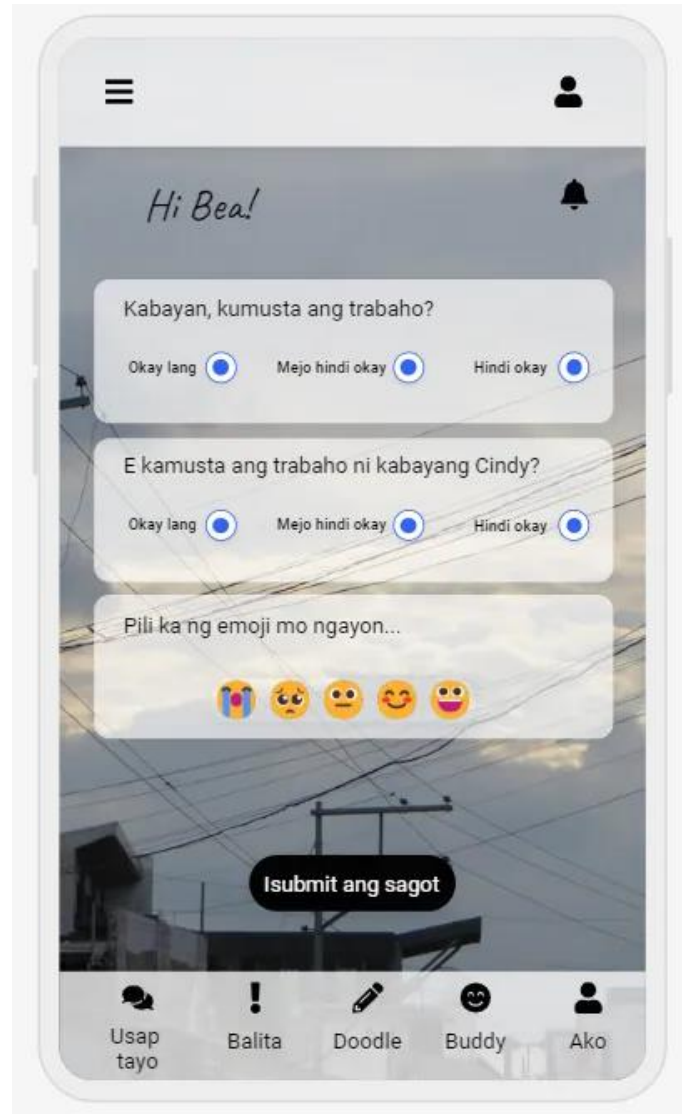 Hi Bea!
Kabayan, kumusta ang trabaho?
Okay lang Mejo hindi okay Hindi okay
E kamusta ang trabaho ni kabayang Cindy?
Okay lang Mejo hindi okay Hindi okay
Pili ka ng emoji mo ngayon...
Isubmit ang sagot
Usap tayo
Balita
Doodle
Buddy
Ako